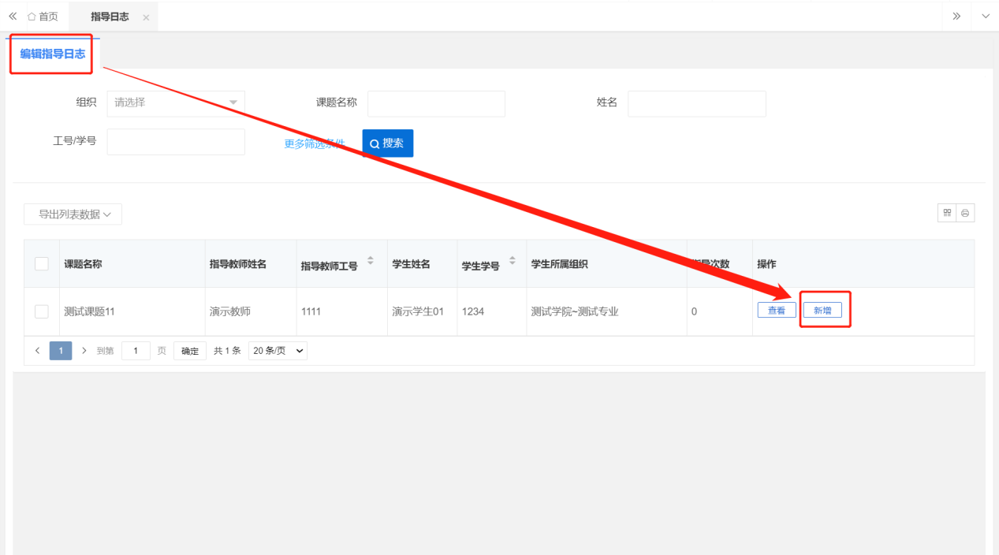 首页 指导日志
编辑指导日志
组织 请选择 课题名称 姓名
工号/学号 更多筛选条件 搜索
导出列表数据
课题名称 指导教师姓名 指导教师工号 学生姓名 学生学号 学生所属组织 指导次数 操作
测试课题11 演示教师 1111 演示学生01 1234 测试学院~测试专业 0 查看 新增
1 到第 1 页 确定 共 1 条 20 条/页